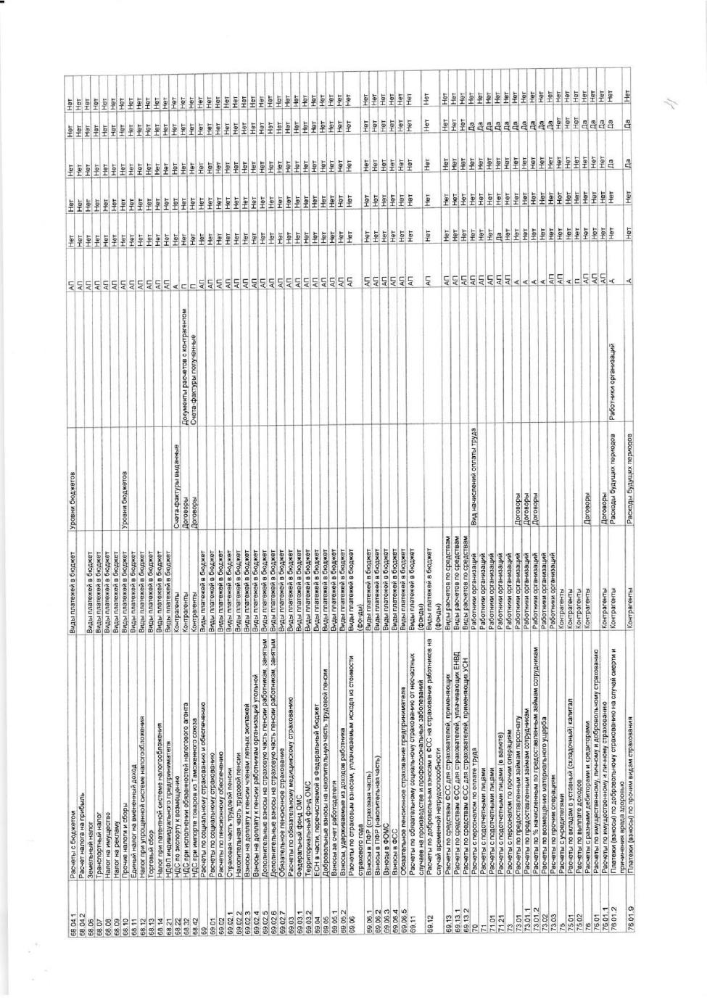 68.04.1 Расчеты с бюджетом Виды платежей в бюджет Уровни бюджетов АП Нет Нет Нет Нет Нет
68.04.2 Расчет налога на прибыль АП Нет Нет Нет Нет Нет
68.06 Земельный налог Виды платежей в бюджет АП Нет Нет Нет Нет Нет
68.07 Транспортный налог Виды платежей в бюджет АП Нет Нет Нет Нет Нет
68.08 Налог на имущество Виды платежей в бюджет АП Нет Нет Нет Нет Нет
68.09 Налог на рекламу Виды платежей в бюджет АП Нет Нет Нет Нет Нет
68.10 Прочие налоги и сборы Виды платежей в бюджет Уровни бюджетов АП Нет Нет Нет Нет Нет
68.11 Единый налог на вмененный доход Виды платежей в бюджет АП Нет Нет Нет Нет Нет
68.12 Налог при упрощенной системе налогообложения Виды платежей в бюджет АП Нет Нет Нет Нет Нет
68.13 Торговый сбор Виды платежей в бюджет АП Нет Нет Нет Нет Нет
68.14 Налог при патентной системе налогообложения Виды платежей в бюджет АП Нет Нет Нет Нет Нет
68.21 НДФЛ индивидуального предпринимателя Виды платежей в бюджет АП Нет Нет Нет Нет Нет
68.22 НДС по экспорту к возмещению Контрагенты Счета-фактуры выданные А Нет Нет Нет Нет Нет
68.32 НДС при исполнении обязанностей налогового агента Контрагенты Договоры Документы расчетов с контрагентом П Нет Нет Нет Нет Нет
68.42 НДС при импорте товаров из Таможенного союза Контрагенты Договоры Счета-фактуры полученные П Нет Нет Нет Нет Нет
69 Расчеты по социальному страхованию и обеспечению Виды платежей в бюджет АП Нет Нет Нет Нет Нет
69.01 Расчеты по социальному страхованию Виды платежей в бюджет АП Нет Нет Нет Нет Нет
69.02 Расчеты по пенсионному обеспечению Виды платежей в бюджет АП Нет Нет Нет Нет Нет
69.02.1 Страховая часть трудовой пенсии Виды платежей в бюджет АП Нет Нет Нет Нет Нет
69.02.2 Накопительная часть трудовой пенсии Виды платежей в бюджет АП Нет Нет Нет Нет Нет
69.02.3 Взносы на доплату к пенсии членам летных экипажей Виды платежей в бюджет АП Нет Нет Нет Нет Нет
69.02.4 Взносы на доплату к пенсии работникам организаций угольной Виды платежей в бюджет АП Нет Нет Нет Нет Нет
69.02.5 Дополнительные взносы на страховую часть пенсии работникам, занятым Виды платежей в бюджет АП Нет Нет Нет Нет Нет
69.02.6 Дополнительные взносы на страховую часть пенсии работникам, занятым Виды платежей в бюджет АП Нет Нет Нет Нет Нет
69.02.7 Обязательное пенсионное страхование Виды платежей в бюджет АП Нет Нет Нет Нет Нет
69.03 Расчеты по обязательному медицинскому страхованию Виды платежей в бюджет АП Нет Нет Нет Нет Нет
69.03.1 Федеральный фонд ОМС Виды платежей в бюджет АП Нет Нет Нет Нет Нет
69.03.2 Территориальный фонд ОМС Виды платежей в бюджет АП Нет Нет Нет Нет Нет
69.04 ЕСН в части, перечисляемой в Федеральный бюджет Виды платежей в бюджет АП Нет Нет Нет Нет Нет
69.05 Добровольные взносы на накопительную часть трудовой пенсии Виды платежей в бюджет АП Нет Нет Нет Нет Нет
69.05.1 Взносы за счет работодателя Виды платежей в бюджет АП Нет Нет Нет Нет Нет
69.05.2 Взносы, удерживаемые из доходов работника Виды платежей в бюджет АП Нет Нет Нет Нет Нет
69.06 Расчеты по страховым взносам, уплачиваемым исходя из стоимости Виды платежей в бюджет АП Нет Нет Нет Нет Нет
страхового года (фонды)
69.06.1 Взносы в ПФР (страховая часть) Виды платежей в бюджет АП Нет Нет Нет Нет Нет
69.06.2 Взносы в ПФР (накопительная часть) Виды платежей в бюджет АП Нет Нет Нет Нет Нет
69.06.3 Взносы в ФОМС Виды платежей в бюджет АП Нет Нет Нет Нет Нет
69.06.4 Взносы в ФСС Виды платежей в бюджет АП Нет Нет Нет Нет Нет
69.06.5 Обязательное пенсионное страхование предпринимателя Виды платежей в бюджет АП Нет Нет Нет Нет Нет
69.11 Расчеты по обязательному социальному страхованию от несчастных Виды платежей в бюджет АП Нет Нет Нет Нет Нет
случаев на производстве и профессиональных заболеваний (фонды)
69.12 Расчеты по добровольным взносам в ФСС на страхование работников на Виды платежей в бюджет АП Нет Нет Нет Нет Нет
случай временной нетрудоспособности (фонды)
69.13 Расчеты по средствам ФСС для страхователей, применяющих Виды расчетов по средствам АП Нет Нет Нет Нет Нет
69.13.1 Расчеты по средствам ФСС для страхователей, уплачивающих ЕНВД Виды расчетов по средствам АП Нет Нет Нет Нет Нет
69.13.2 Расчеты по средствам ФСС для страхователей, применяющих УСН Виды расчетов по средствам АП Нет Нет Нет Нет Нет
70 Расчеты с персоналом по оплате труда Работники организаций Вид начислений оплаты труда АП Нет Нет Нет Да Нет
71 Расчеты с подотчетными лицами Работники организаций АП Нет Нет Нет Да Нет
71.01 Расчеты с подотчетными лицами Работники организаций АП Нет Нет Нет Да Нет
71.21 Расчеты с подотчетными лицами (в валюте) Работники организаций АП Да Нет Нет Да Нет
73 Расчеты с персоналом по прочим операциям Работники организаций АП Нет Нет Нет Да Нет
73.01 Расчеты по предоставленным займам персоналу Работники организаций Договоры А Нет Нет Нет Да Нет
73.01.1 Расчеты по предоставленным займам сотрудникам Работники организаций Договоры А Нет Нет Нет Да Нет
73.01.2 Расчеты по % начисленным по предоставленным займам сотрудникам Работники организаций Договоры А Нет Нет Нет Да Нет
73.02 Расчеты по возмещению материального ущерба Работники организаций А Нет Нет Нет Да Нет
73.03 Расчеты по прочим операциям Работники организаций АП Нет Нет Нет Да Нет
75 Расчеты с учредителями Контрагенты АП Нет Нет Нет Нет Нет
75.01 Расчеты по вкладам в уставный (складочный) капитал Контрагенты А Нет Нет Нет Нет Нет
75.02 Расчеты по выплате доходов Контрагенты П Нет Нет Нет Нет Нет
76 Расчеты с разными дебиторами и кредиторами Контрагенты Договоры АП Нет Нет Нет Да Нет
76.01 Расчеты по имущественному, личному и добровольному страхованию АП Нет Нет Нет Да Нет
76.01.1 Расчеты по имущественному и личному страхованию Контрагенты Договоры АП Нет Нет Нет Да Нет
76.01.2 Платежи (взносы) по добровольному страхованию на случай смерти и Контрагенты Расходы будущих периодов Работники организаций А Нет Нет Да Да Нет
причинения вреда здоровью
76.01.9 Платежи (взносы) по прочим видам страхования Контрагенты Расходы будущих периодов А Нет Нет Да Да Нет